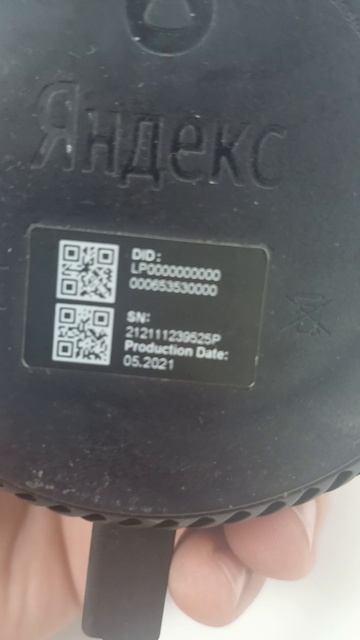 Яндекс
DID:
LP0000000000
000653530000
SN:
212111239525P
Production Date:
05.2021